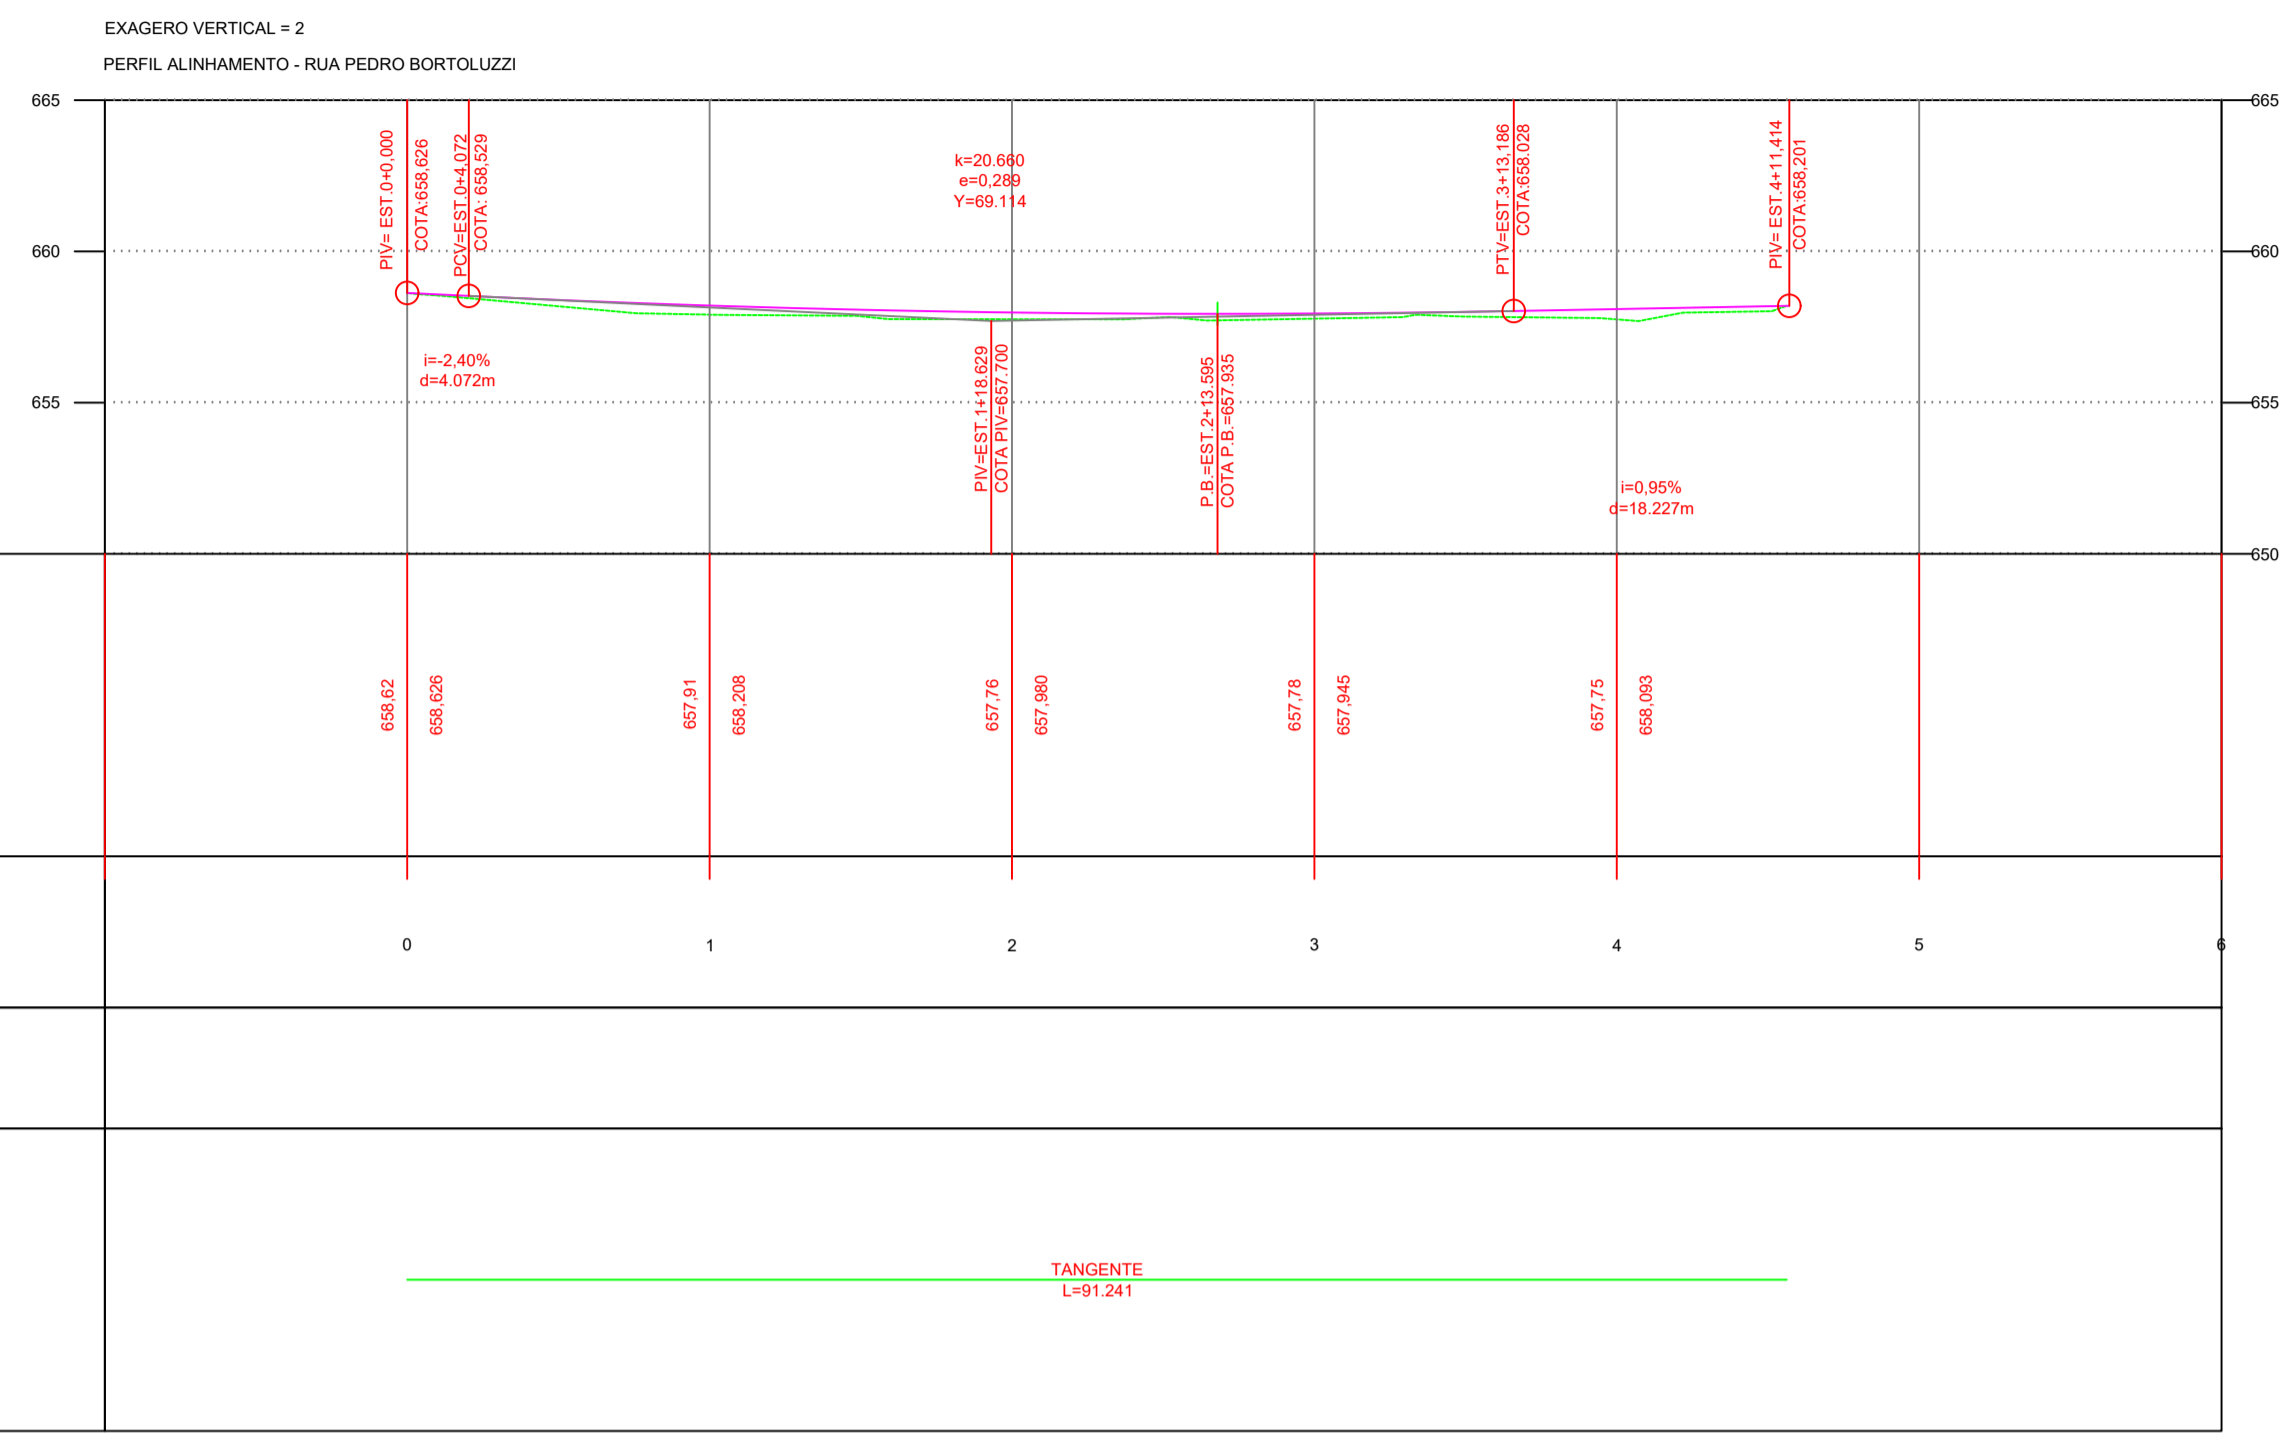 EXAGERO VERTICAL = 2
PERFIL ALINHAMENTO - RUA PEDRO BORTOLUZZI
665
665
660
660
655
655
650
PIV= EST.0+0,000
COTA:658,626
PCV=EST.0+4,072
COTA: 658,529
k=20.660
e=0,289
Y=69.114
PTV=EST.3+13,186
COTA:658.028
PIV= EST.4+11,414
COTA:658,201
i=-2,40%
d=4.072m
PIV=EST.1+18.629
COTA PIV=657.700
P.B.=EST.2+13.595
COTA P.B.=657.935
i=0,95%
d=18.227m
658,62
658,626
657,91
658,208
657,76
657,980
657,78
657,945
657,75
658,093
0
1
2
3
4
5
6
TANGENTE
L=91.241